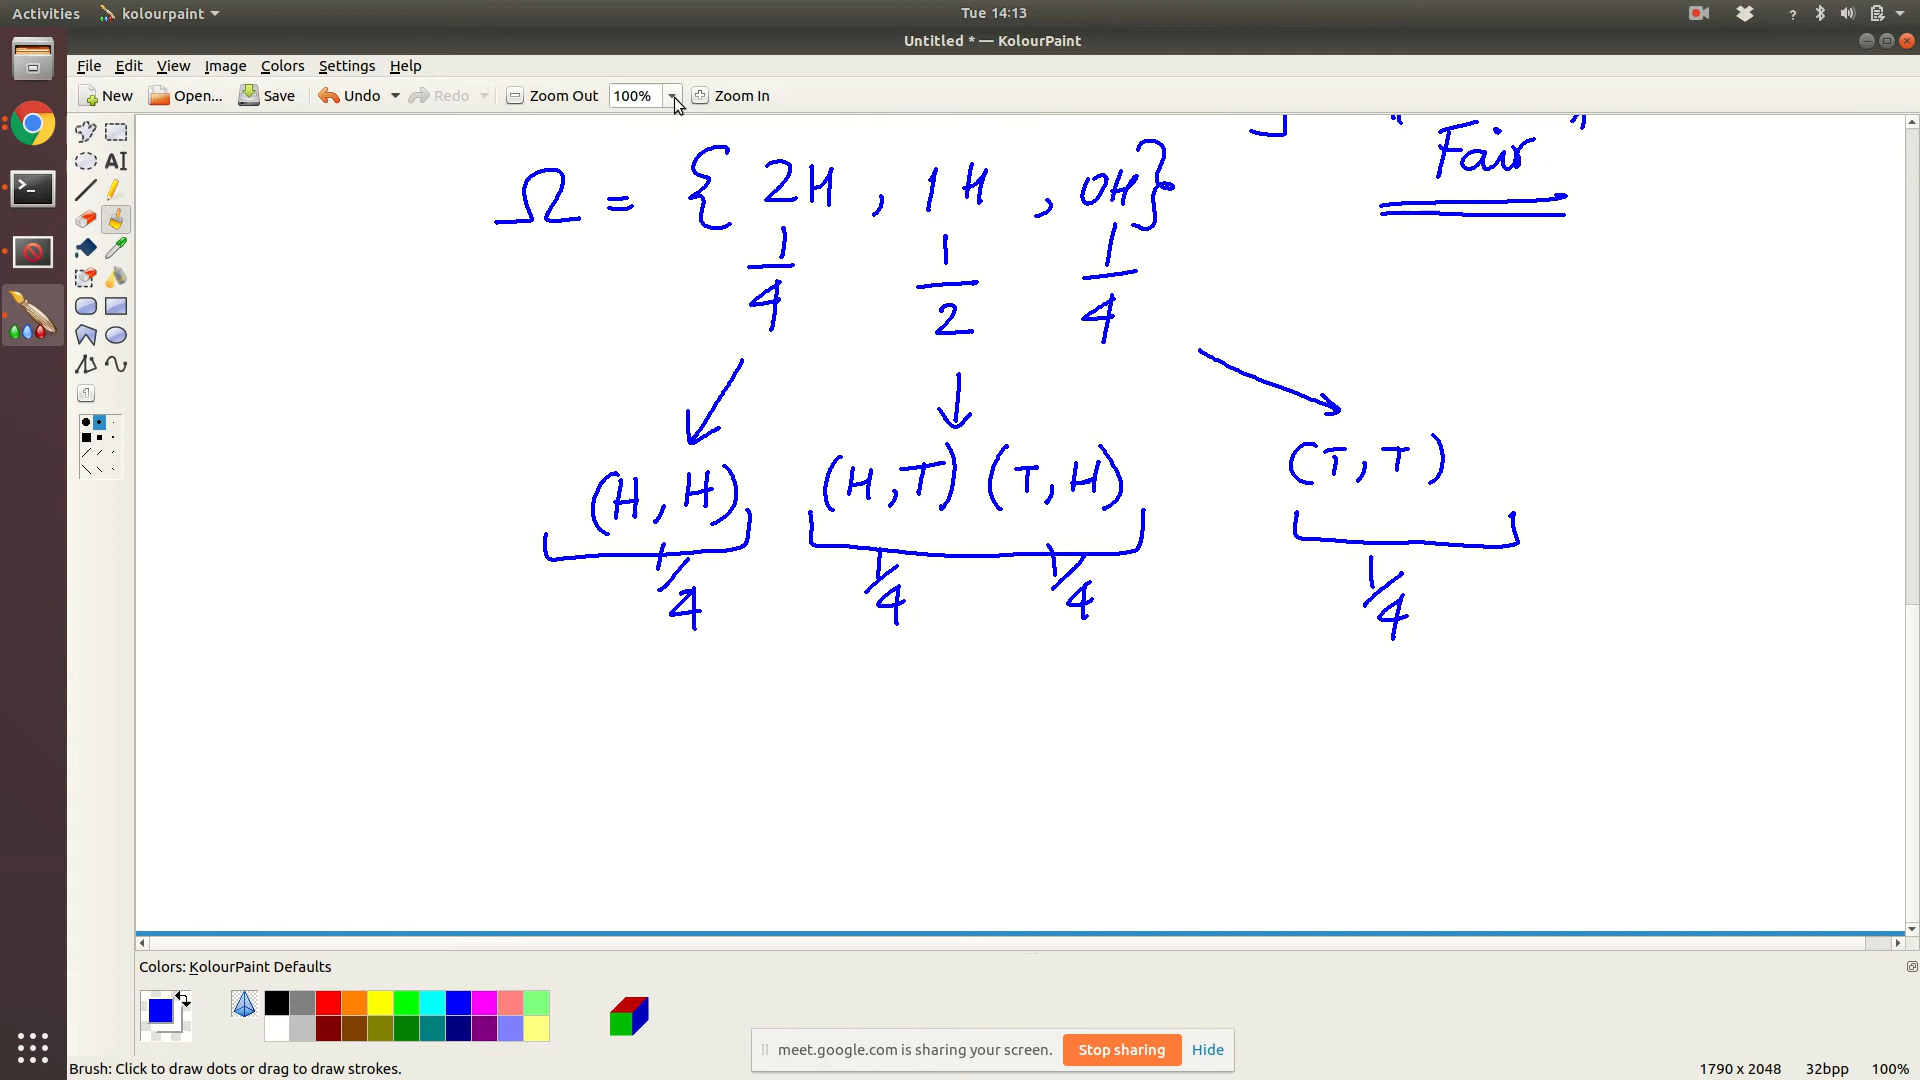 Activities kolourpaint Tue 14:13 ?
Untitled * — KolourPaint
File Edit View Image Colors Settings Help
New Open... Save Undo Redo Zoom Out 100% Zoom In
Fair
Ω = { 2H , 1H , 0H}
1/4 1/2 1/4
(H, H) (H,T) (T,H) (T, T)
1/4 1/4 1/4 1/4
Colors: KolourPaint Defaults
meet.google.com is sharing your screen. Stop sharing Hide
Brush: Click to draw dots or drag to draw strokes. 1790 x 2048 32bpp 100%